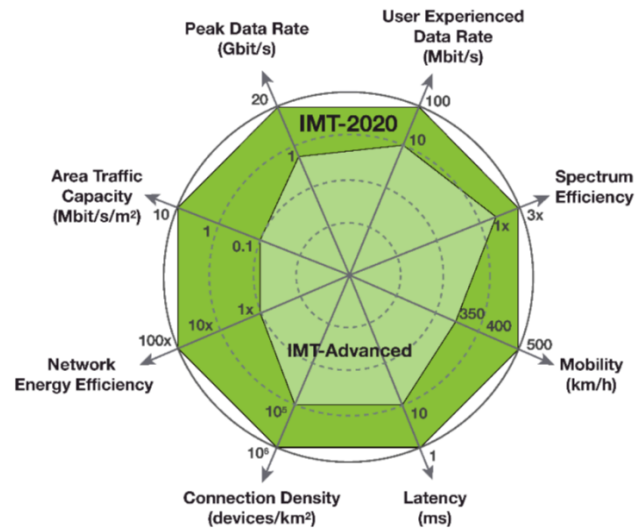 Peak Data Rate
(Gbit/s)
User Experienced
Data Rate
(Mbit/s)
20
100
IMT-2020
1
10
Area Traffic
Capacity
(Mbit/s/m²)
Spectrum
Efficiency
10
1
0.1
1x
3x
1x
10x
100x
350
400
500
Network
Energy Efficiency
IMT-Advanced
Mobility
(km/h)
10⁵
10
10⁶
1
Connection Density
(devices/km²)
Latency
(ms)